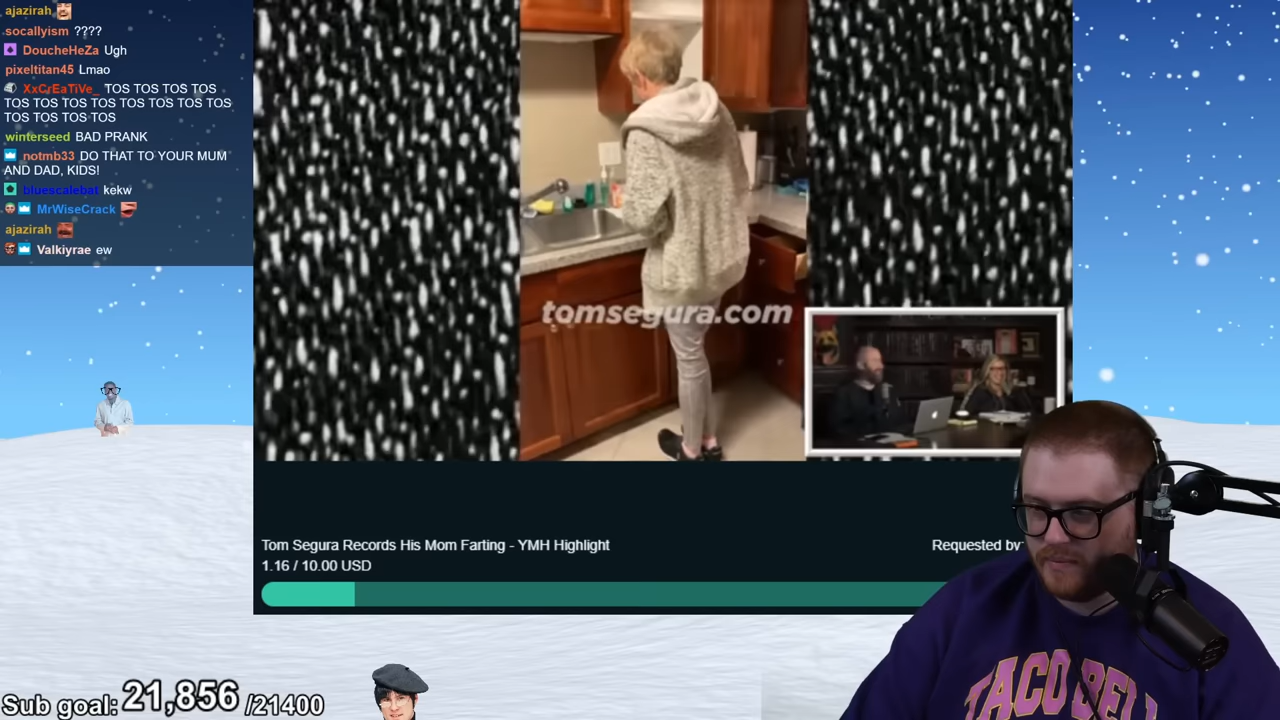 ajazirah
socallyism ????
DoucheHeZa Ugh
pixeltitan45 Lmao
XxCrEaTiVe_ TOS TOS TOS TOS
TOS TOS TOS TOS TOS TOS TOS TOS
TOS TOS TOS TOS
winterseed BAD PRANK
notmb33 DO THAT TO YOUR MUM
AND DAD, KIDS!
bluescalebat kekw
MrWiseCrack
ajazirah
Valkiyrae ew
tomsegura.com
Tom Segura Records His Mom Farting - YMH Highlight
Requested by
1.16 / 10.00 USD
TACO BELL
Sub goal: 21,856 /21400